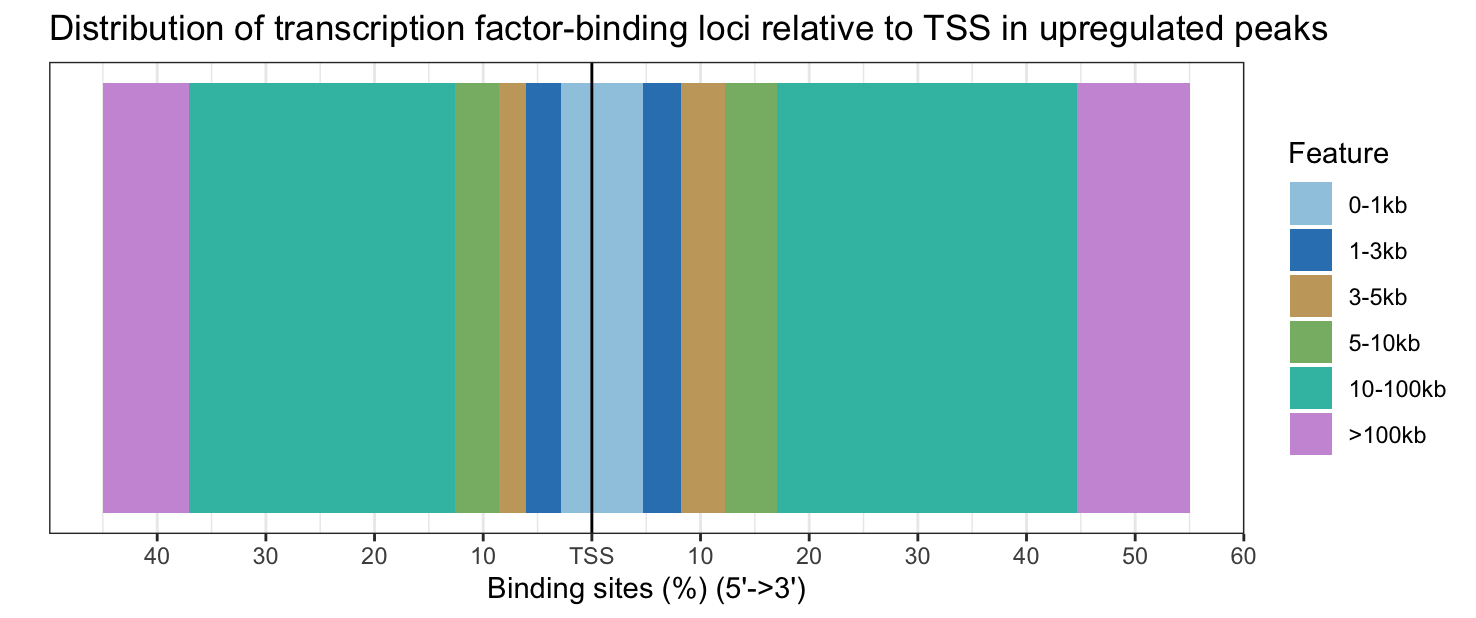 Distribution of transcription factor-binding loci relative to TSS in upregulated peaks
Feature
0-1kb
1-3kb
3-5kb
5-10kb
10-100kb
>100kb
40 30 20 10 TSS 10 20 30 40 50 60
Binding sites (%) (5'->3')